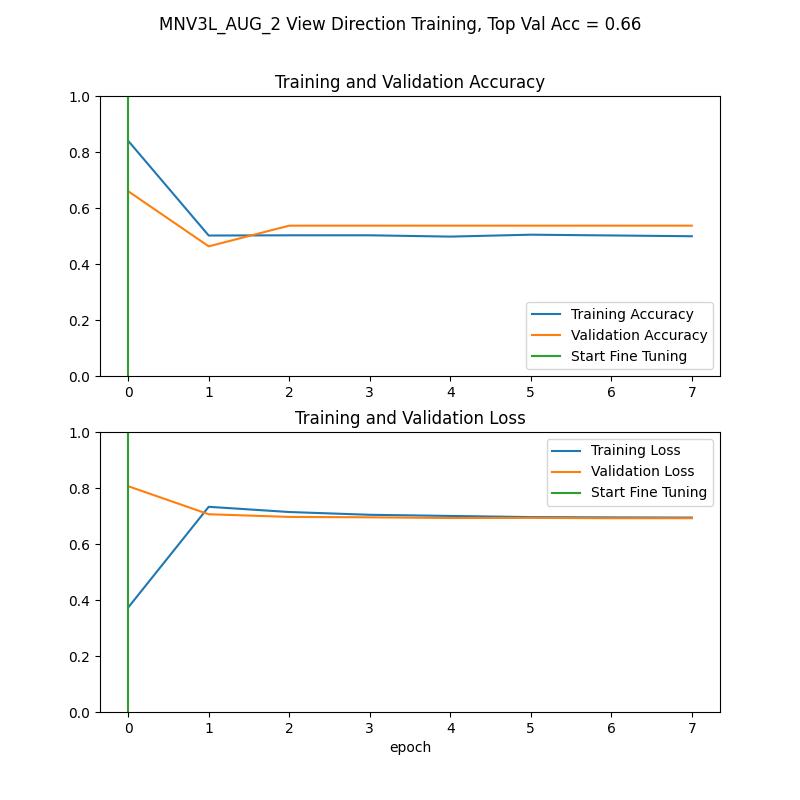 MNV3L_AUG_2 View Direction Training, Top Val Acc = 0.66
Training and Validation Accuracy
1.0
0.8
0.6
0.4
0.2
0.0
Training Accuracy
Validation Accuracy
Start Fine Tuning
0 1 2 3 4 5 6 7
Training and Validation Loss
1.0
0.8
0.6
0.4
0.2
0.0
Training Loss
Validation Loss
Start Fine Tuning
0 1 2 3 4 5 6 7
epoch